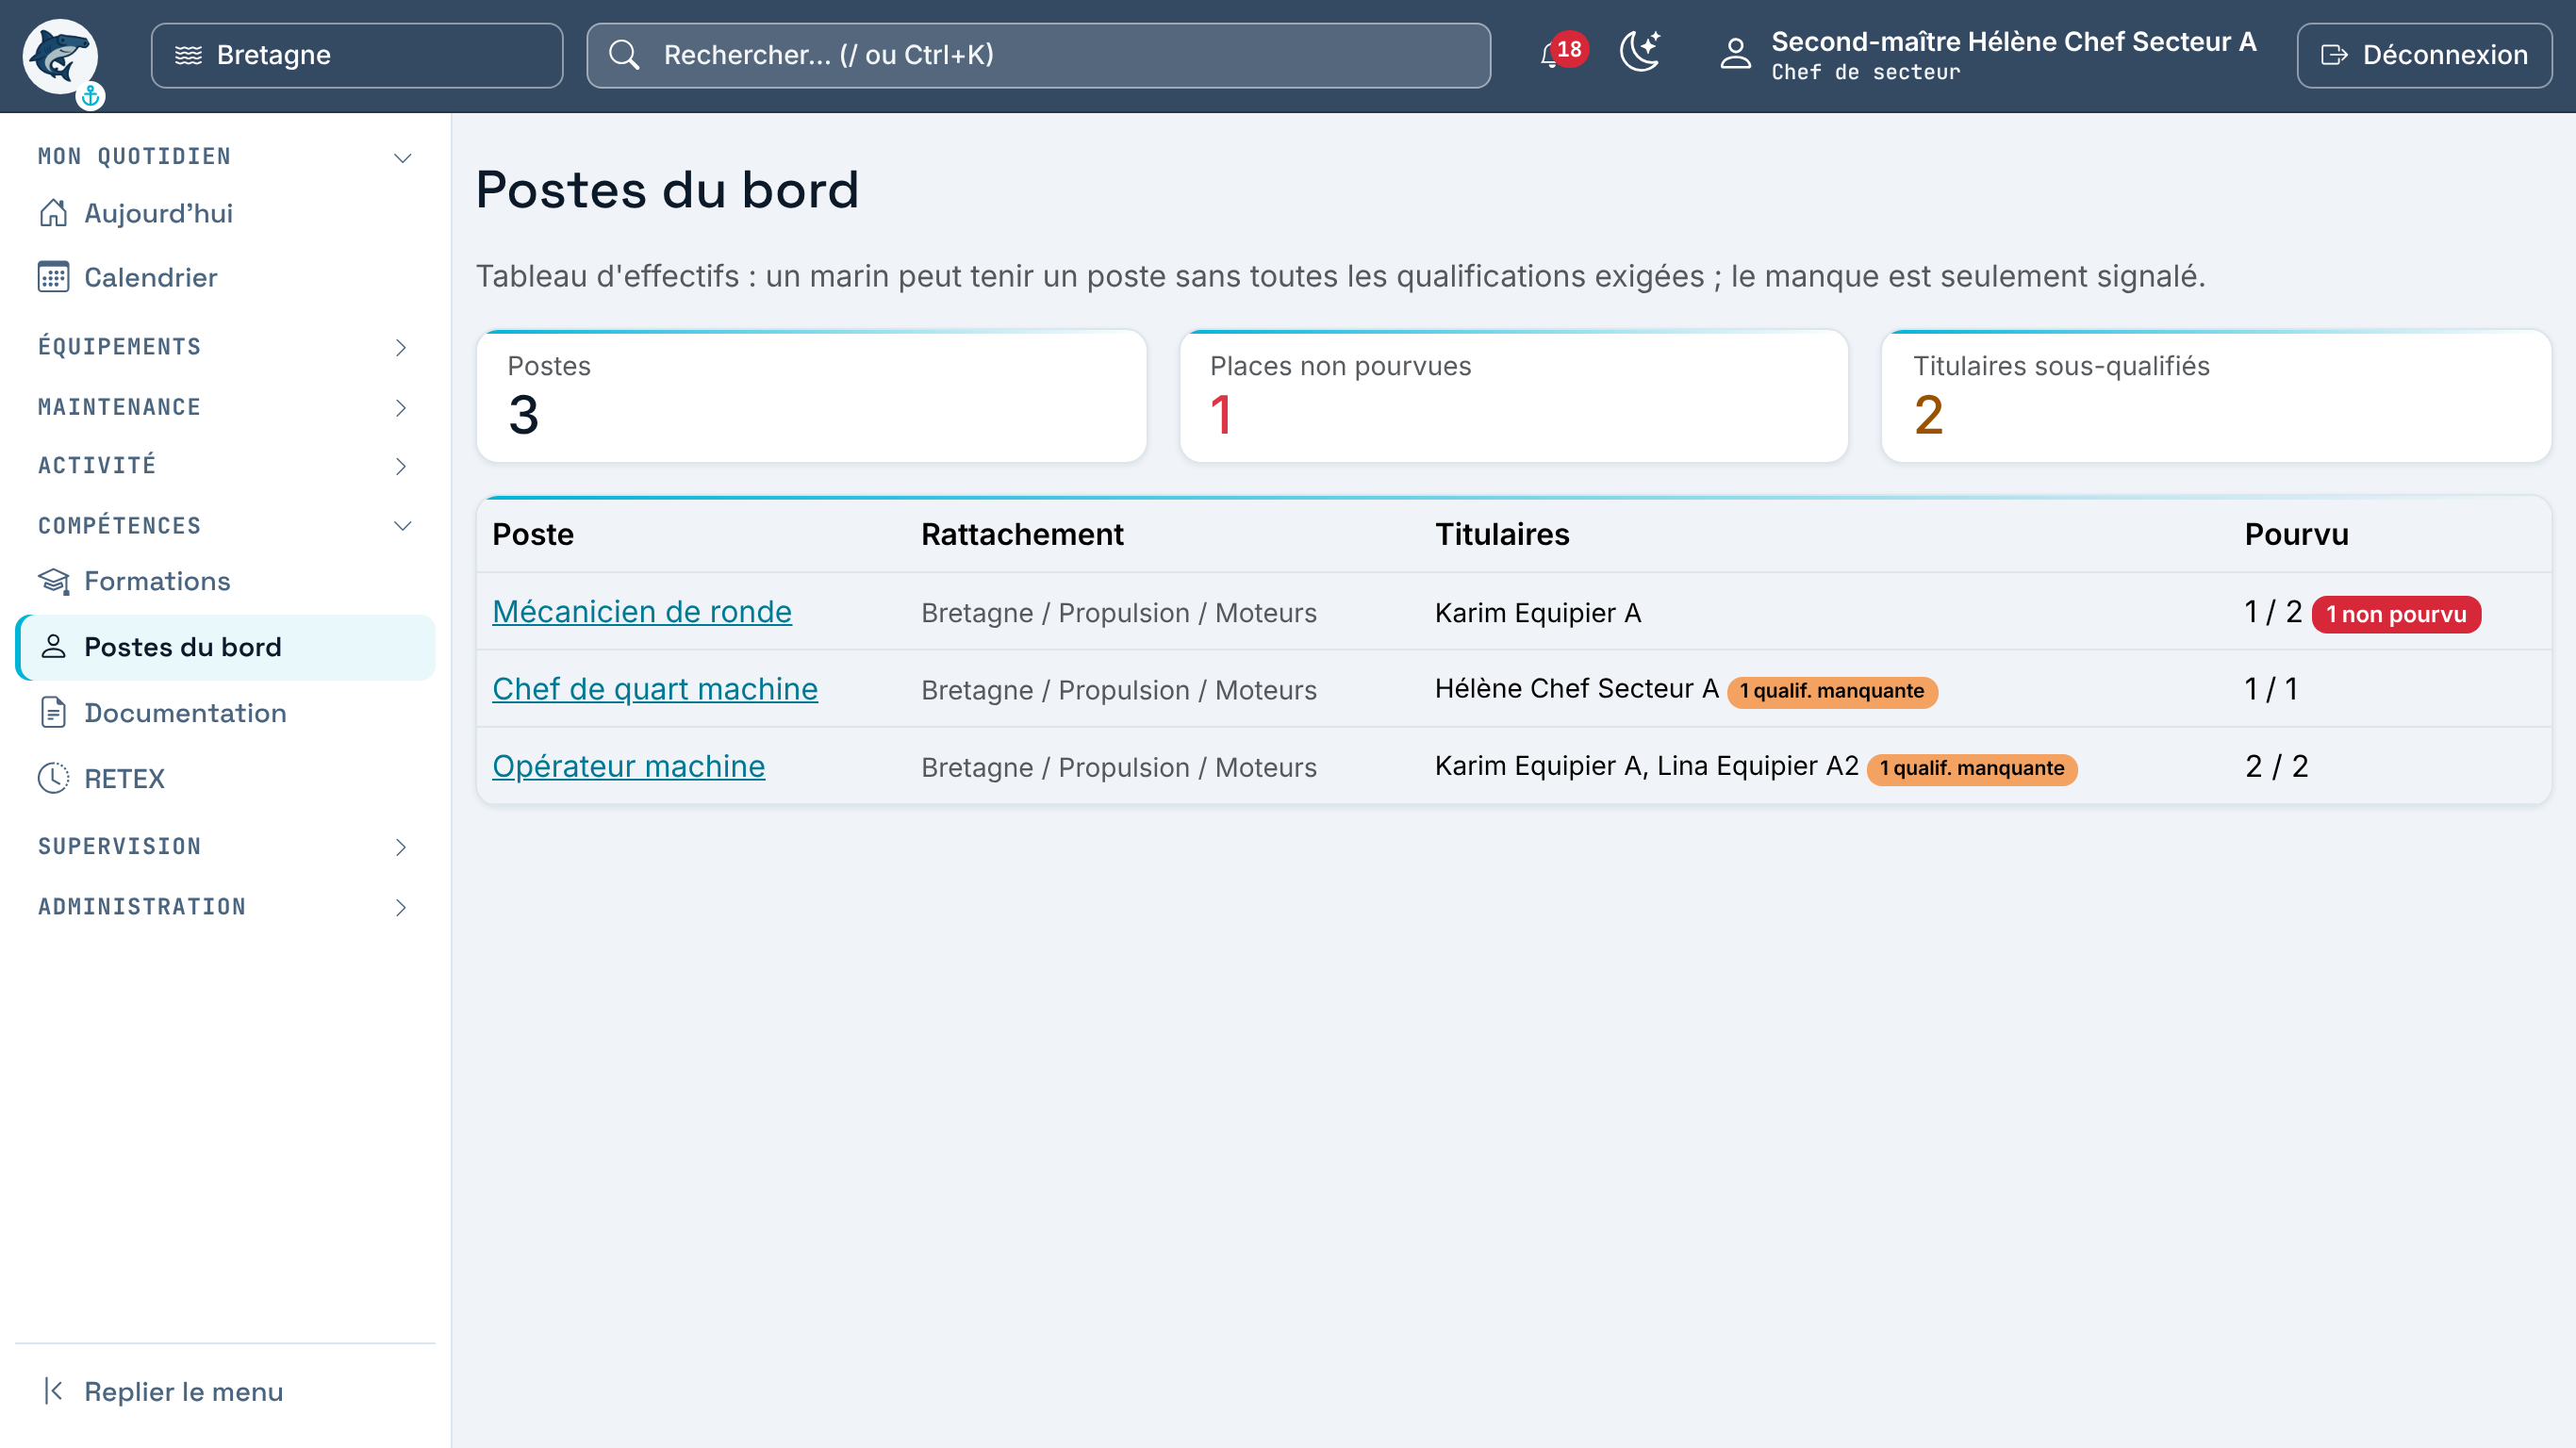 Bretagne
Rechercher... (/ ou Ctrl+K)
18
Second-maître Hélène Chef Secteur A
Chef de secteur
Déconnexion
MON QUOTIDIEN
Aujourd'hui
Calendrier
ÉQUIPEMENTS
MAINTENANCE
ACTIVITÉ
COMPÉTENCES
Formations
Postes du bord
Documentation
RETEX
SUPERVISION
ADMINISTRATION
Replier le menu
Postes du bord
Tableau d'effectifs : un marin peut tenir un poste sans toutes les qualifications exigées ; le manque est seulement signalé.
Postes
3
Places non pourvues
1
Titulaires sous-qualifiés
2
Poste Rattachement Titulaires Pourvu
Mécanicien de ronde Bretagne / Propulsion / Moteurs Karim Equipier A 1 / 2 1 non pourvu
Chef de quart machine Bretagne / Propulsion / Moteurs Hélène Chef Secteur A 1 qualif. manquante 1 / 1
Opérateur machine Bretagne / Propulsion / Moteurs Karim Equipier A, Lina Equipier A2 1 qualif. manquante 2 / 2